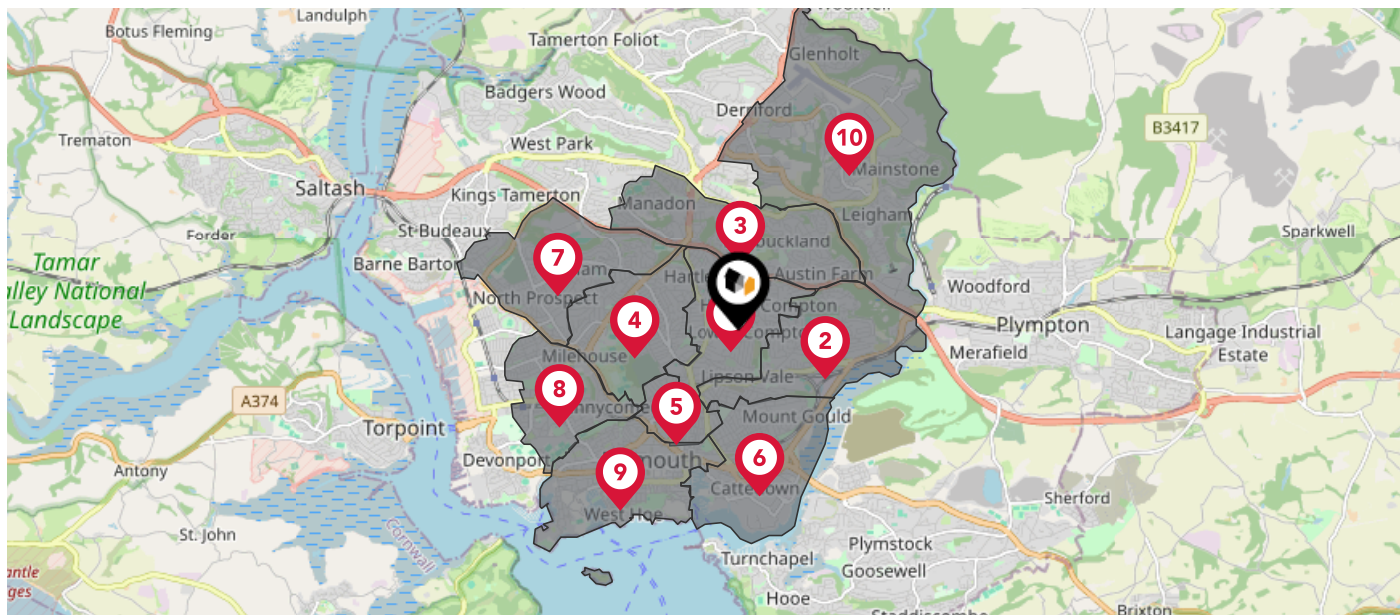 Landulph
Botus Fleming
Tamerton Foliot
Glenholt
Badgers Wood
Derriford
B3417
Trematon
West Park
Mainstone
10
Saltash
Kings Tamerton
Manadon
Leigham
Forder
St Budeaux
3
Sparkwell
Tamar
alley National
Landscape
Barne Barton
7
Austin Farm
North Prospect
Woodford
Compton
Plympton
4
2
Langage Industrial
Estate
Merafield
Milehouse
Lipson Vale
8
A374
5
Mount Gould
Torpoint
Devonport
6
Antony
9
Cattedown
Sherford
West Hoe
St. John
Cornwall
Turnchapel
Plymstock
Goosewell
Hooe
Brixton